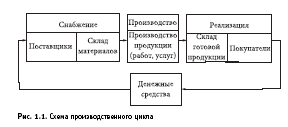 Снабжение
Поставщики
Склад
материалов
Производство
Производство
продукции
(работ, услуг)
Реализация
Склад
готовой
продукции
Покупатели
Денежные
средства
Рис. 1.1. Схема производственного цикла